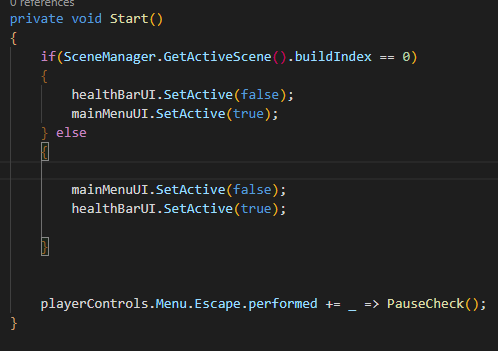 0 references
private void Start()
{
if(SceneManager.GetActiveScene().buildIndex == 0)
{
healthBarUI.SetActive(false);
mainMenuUI.SetActive(true);
} else
{
mainMenuUI.SetActive(false);
healthBarUI.SetActive(true);
}
playerControls.Menu.Escape.performed += _ => PauseCheck();
}